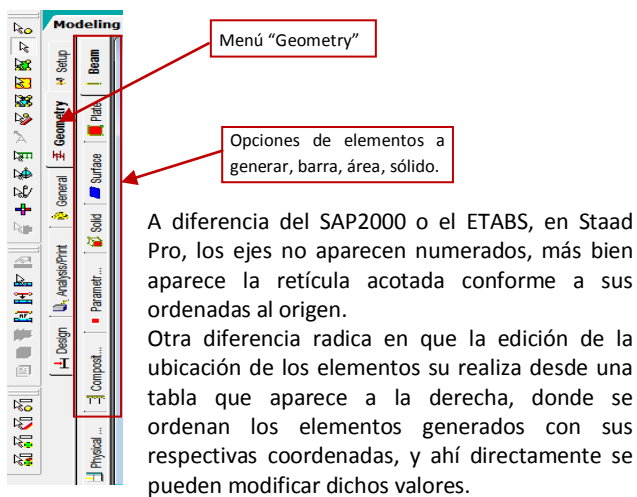 Modeling
Setup
Geometry
General
Analysis/Print
Design
Beam
Plate
Surface
Solid
Parametr...
Composit...
Physical ...
Menú “Geometry”
Opciones de elementos a
generar, barra, área, sólido.
A diferencia del SAP2000 o el ETABS, en Staad
Pro, los ejes no aparecen numerados, más bien
aparece la retícula acotada conforme a sus
ordenadas al origen.
Otra diferencia radica en que la edición de la
ubicación de los elementos su realiza desde una
tabla que aparece a la derecha, donde se
ordenan los elementos generados con sus
respectivas coordenadas, y ahí directamente se
pueden modificar dichos valores.